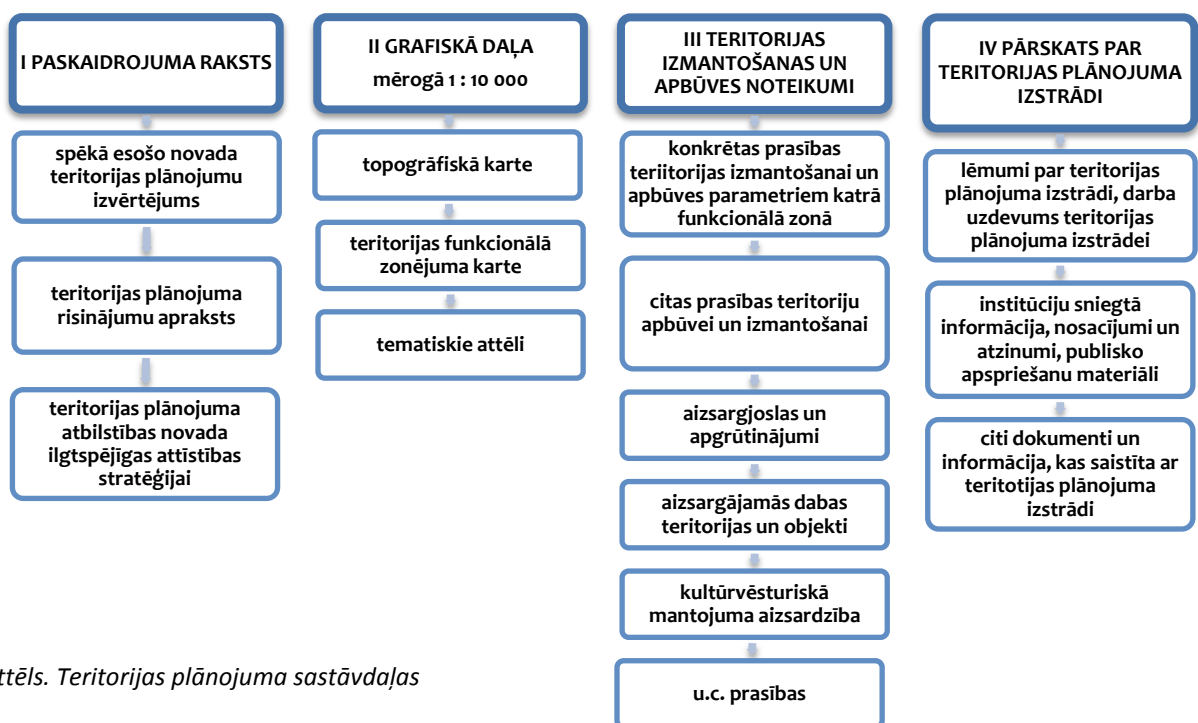 I PASKAIDROJUMA RAKSTS
spēkā esošo novada
teritorijas plānojumu
izvērtējums
teritorijas plānojuma
risinājumu apraksts
teritorijas plānojuma
atbilstības novada
ilgtspējīgas attīstības
stratēģijai
II GRAFISKĀ DAĻA
mērogā 1 : 10 000
topogrāfiskā karte
teritorijas funkcionālā
zonējuma karte
tematiskie attēli
III TERITORIJAS
IZMANTOŠANAS UN
APBŪVES NOTEIKUMI
konkrētas prasības
teriitorijas izmantošanai un
apbūves parametriem katrā
funkcionālā zonā
citas prasības teritoriju
apbūvei un izmantošanai
aizsargjoslas un
apgrūtinājumi
aizsargājamās dabas
teritorijas un objekti
kultūrvēsturiskā
mantojuma aizsardzība
u.c. prasības
IV PĀRSKATS PAR
TERITORIJAS PLĀNOJUMA
IZSTRĀDI
lēmumi par teritorijas
plānojuma izstrādi, darba
uzdevums teritorijas
plānojuma izstrādei
institūciju sniegtā
informācija, nosacījumi un
atzinumi, publisko
apspriešanu materiāli
citi dokumenti un
informācija, kas saistīta ar
teritotijas plānojuma
izstrādi
ttēls. Teritorijas plānojuma sastāvdaļas